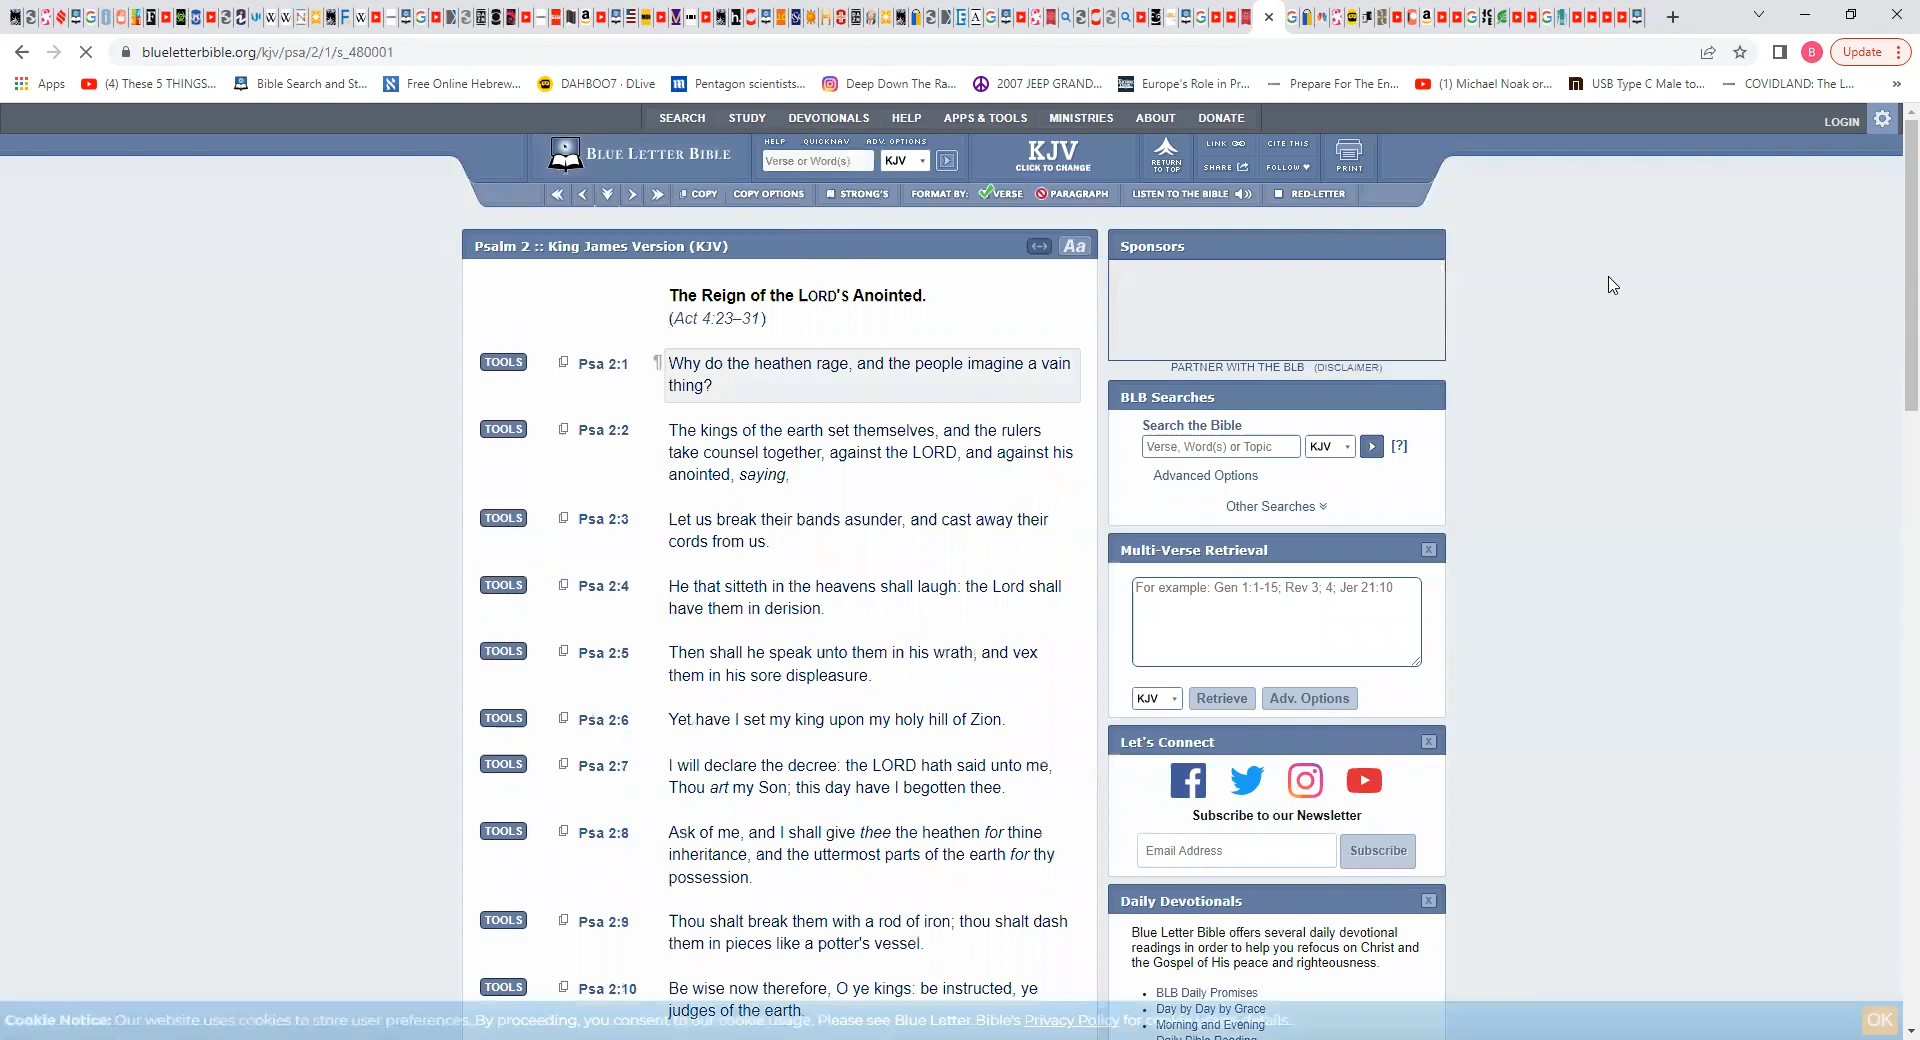 blueletterbible.org/kjv/psa/2/1/s_480001
B
Update
Apps
(4) These 5 THINGS...
Bible Search and St...
Free Online Hebrew...
DAHBOO7 · DLive
Pentagon scientists...
Deep Down The Ra...
2007 JEEP GRAND...
Europe's Role in Pr...
Prepare For The En...
(1) Michael Noak or...
USB Type C Male to...
COVIDLAND: The L...
»
SEARCH STUDY DEVOTIONALS HELP APPS & TOOLS MINISTRIES ABOUT DONATE
LOGIN
BLUE LETTER BIBLE
HELP QUICKNAV ADV. OPTIONS
Verse or Word(s)
KJV
KJV
CLICK TO CHANGE
RETURN
TO TOP
LINK
CITE THIS
SHARE
FOLLOW
PRINT
COPY COPY OPTIONS STRONG'S FORMAT BY: VERSE PARAGRAPH LISTEN TO THE BIBLE RED-LETTER
Psalm 2 :: King James Version (KJV)
Aa
The Reign of the LORD'S Anointed.
(Act 4:23–31)
TOOLS Psa 2:1 ¶ Why do the heathen rage, and the people imagine a vain
thing?
TOOLS Psa 2:2 The kings of the earth set themselves, and the rulers
take counsel together, against the LORD, and against his
anointed, saying,
TOOLS Psa 2:3 Let us break their bands asunder, and cast away their
cords from us.
TOOLS Psa 2:4 He that sitteth in the heavens shall laugh: the Lord shall
have them in derision.
TOOLS Psa 2:5 Then shall he speak unto them in his wrath, and vex
them in his sore displeasure.
TOOLS Psa 2:6 Yet have I set my king upon my holy hill of Zion.
TOOLS Psa 2:7 I will declare the decree: the LORD hath said unto me,
Thou art my Son; this day have I begotten thee.
TOOLS Psa 2:8 Ask of me, and I shall give thee the heathen for thine
inheritance, and the uttermost parts of the earth for thy
possession.
TOOLS Psa 2:9 Thou shalt break them with a rod of iron; thou shalt dash
them in pieces like a potter's vessel.
TOOLS Psa 2:10 Be wise now therefore, O ye kings: be instructed, ye
judges of the earth.
Sponsors
PARTNER WITH THE BLB (DISCLAIMER)
BLB Searches
Search the Bible
Verse, Word(s) or Topic
KJV
[?]
Advanced Options
Other Searches
Multi-Verse Retrieval
X
For example: Gen 1:1-15; Rev 3; 4; Jer 21:10
KJV
Retrieve
Adv. Options
Let's Connect
X
Subscribe to our Newsletter
Email Address
Subscribe
Daily Devotionals
X
Blue Letter Bible offers several daily devotional
readings in order to help you refocus on Christ and
the Gospel of His peace and righteousness.
• BLB Daily Promises
• Day by Day by Grace
• Morning and Evening
Daily Bible Reading
Cookie Notice: Our website uses cookies to store user preferences. By proceeding, you consent to our cookie usage. Please see Blue Letter Bible's Privacy Policy for cookie usage details.
OK